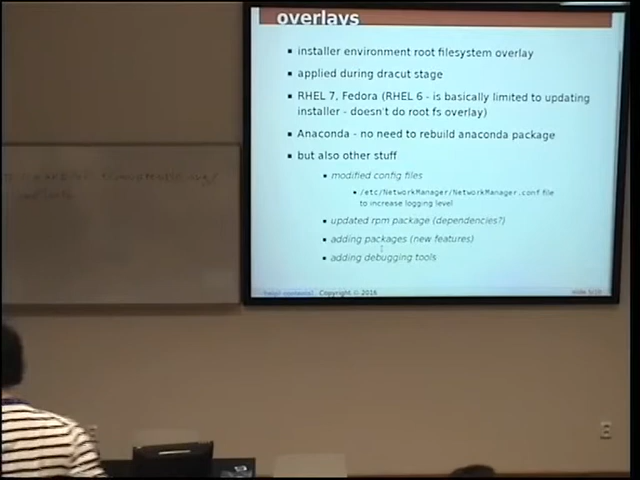 overlays
installer environment root filesystem overlay
applied during dracut stage
RHEL 7, Fedora (RHEL 6 - is basically limited to updating
installer - doesn't do root fs overlay)
Anaconda - no need to rebuild anaconda package
but also other stuff
modified config files
/etc/NetworkManager/NetworkManager.conf file
to increase logging level
updated rpm package (dependencies?)
adding packages (new features)
adding debugging tools
Copyright © 2016